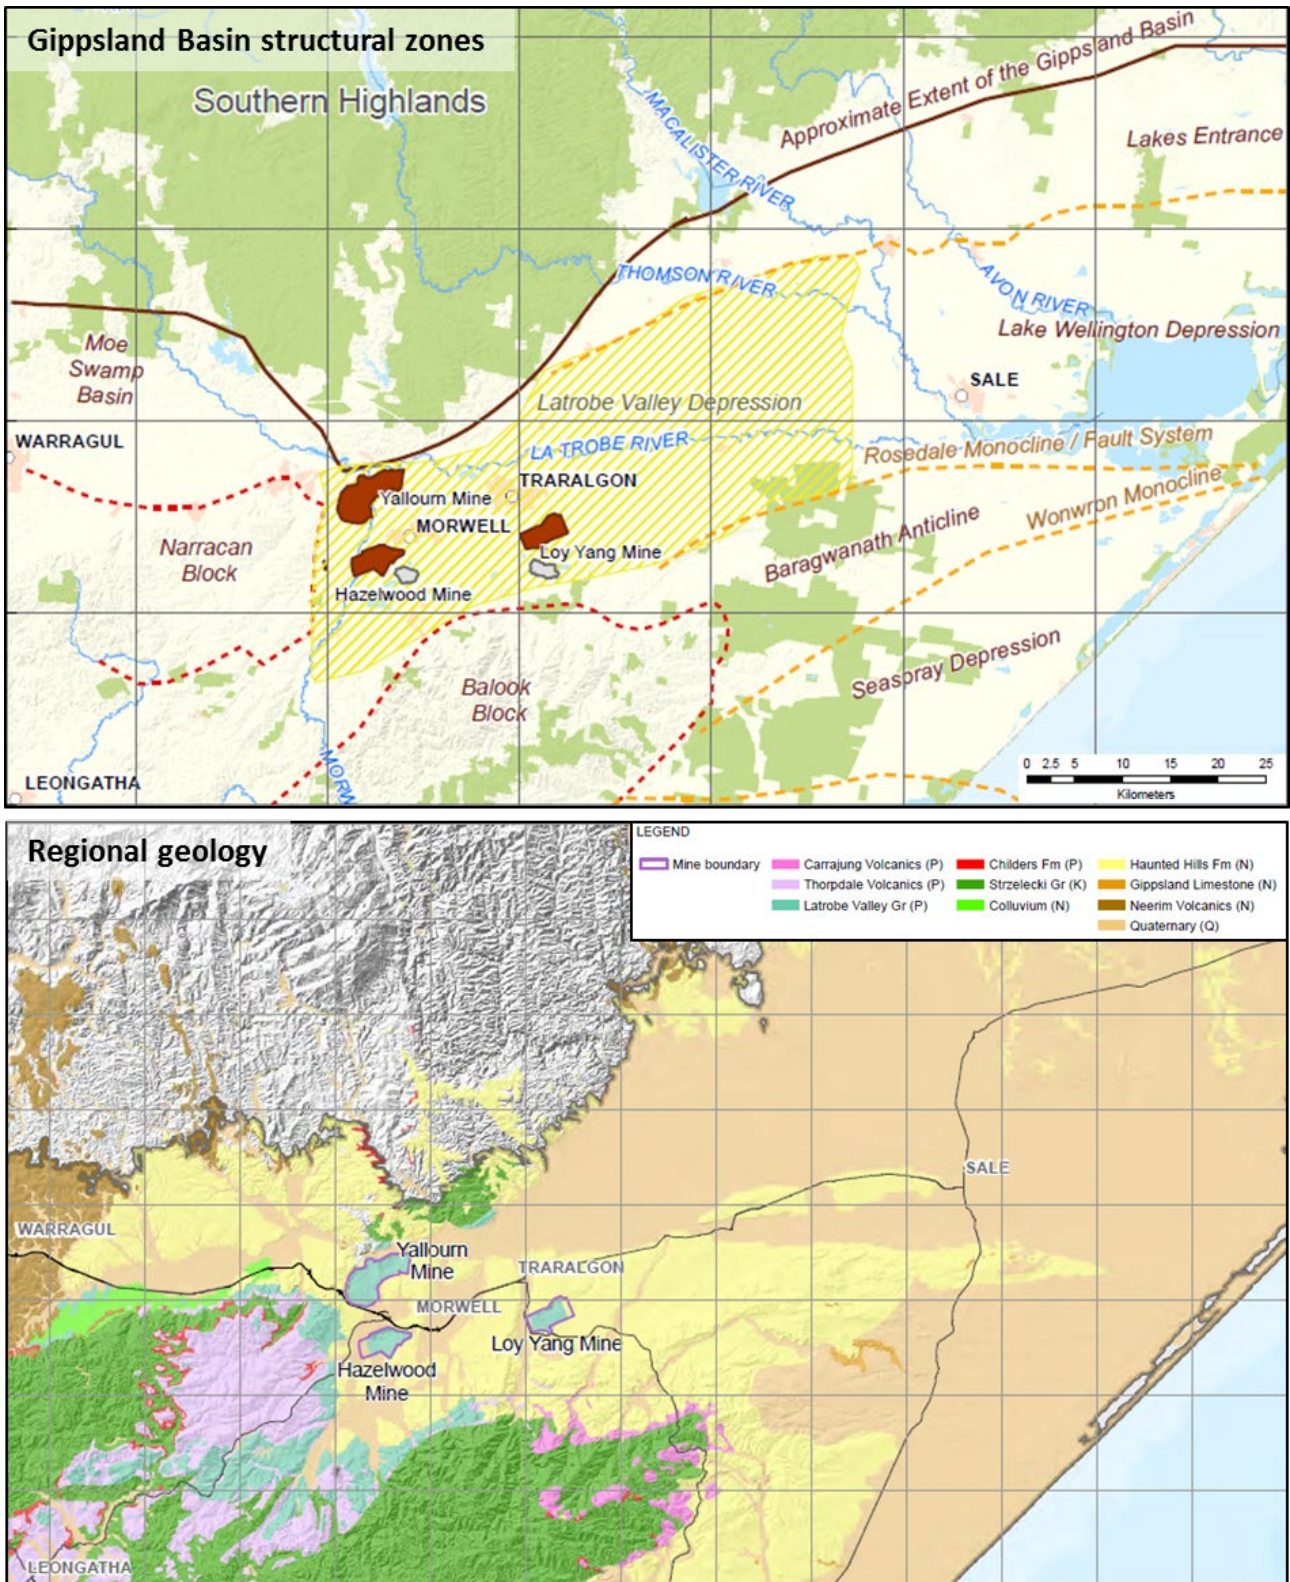 Gippsland Basin structural zones
Southern Highlands
Approximate Extent of the Gippsland Basin
MACALISTER RIVER
Lakes Entrance
THOMSON RIVER
AVON RIVER
Moe
Swamp
Basin
Lake Wellington Depression
SALE
Latrobe Valley Depression
WARRAGUL
LA TROBE RIVER
Rosedale Monocline / Fault System
TRARALGON
Yallourn Mine
Wonwron Monocline
MORWELL
Narracan
Block
Loy Yang Mine
Baragwanath Anticline
Hazelwood Mine
Balook
Block
Seaspray Depression
MORW
LEONGATHA
0 2.5 5 10 15 20 25
Kilometers
Regional geology
LEGEND
Mine boundary
Carrajung Volcanics (P)
Thorpdale Volcanics (P)
Latrobe Valley Gr (P)
Childers Fm (P)
Strzelecki Gr (K)
Colluvium (N)
Haunted Hills Fm (N)
Gippsland Limestone (N)
Neerim Volcanics (N)
Quaternary (Q)
SALE
WARRAGUL
Yallourn
Mine
TRARALGON
MORWELL
Loy Yang Mine
Hazelwood
Mine
LEONGATHA